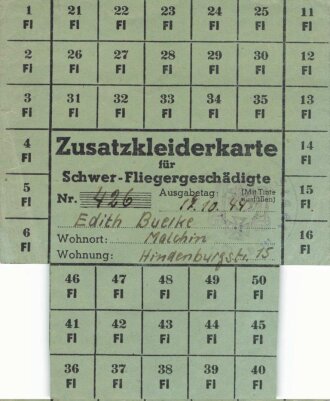 1 21 22 23 24 25 11
Fl Fl Fl Fl Fl Fl Fl
2 26 27 28 29 30 12
Fl Fl Fl Fl Fl Fl Fl
3 31 32 33 34 35 13
Fl Fl Fl Fl Fl Fl Fl
4 Fl
Zusatzkleiderkarte
für
Schwer-Fliegergeschädigte
5 Fl
Nr. 426 Ausgabetag: (Mit Tinte
12.10.44
Edith Buelke
6 Fl
Wohnort: Malchin
Wohnung: Hindenburgstr. 15
14 Fl
15 Fl
16 Fl
46 47 48 49 50
Fl Fl Fl Fl Fl
41 42 43 44 45
Fl Fl Fl Fl Fl
36 37 38 39 40
Fl Fl Fl Fl Fl